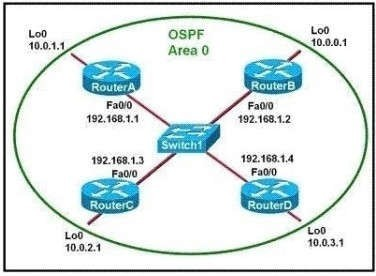 Lo0
10.0.1.1
OSPF
Area 0
Lo0
10.0.0.1
RouterA
RouterB
Fa0/0
192.168.1.1
Fa0/0
192.168.1.2
Switch1
192.168.1.3
Fa0/0
192.168.1.4
Fa0/0
RouterC
RouterD
Lo0
10.0.2.1
Lo0
10.0.3.1